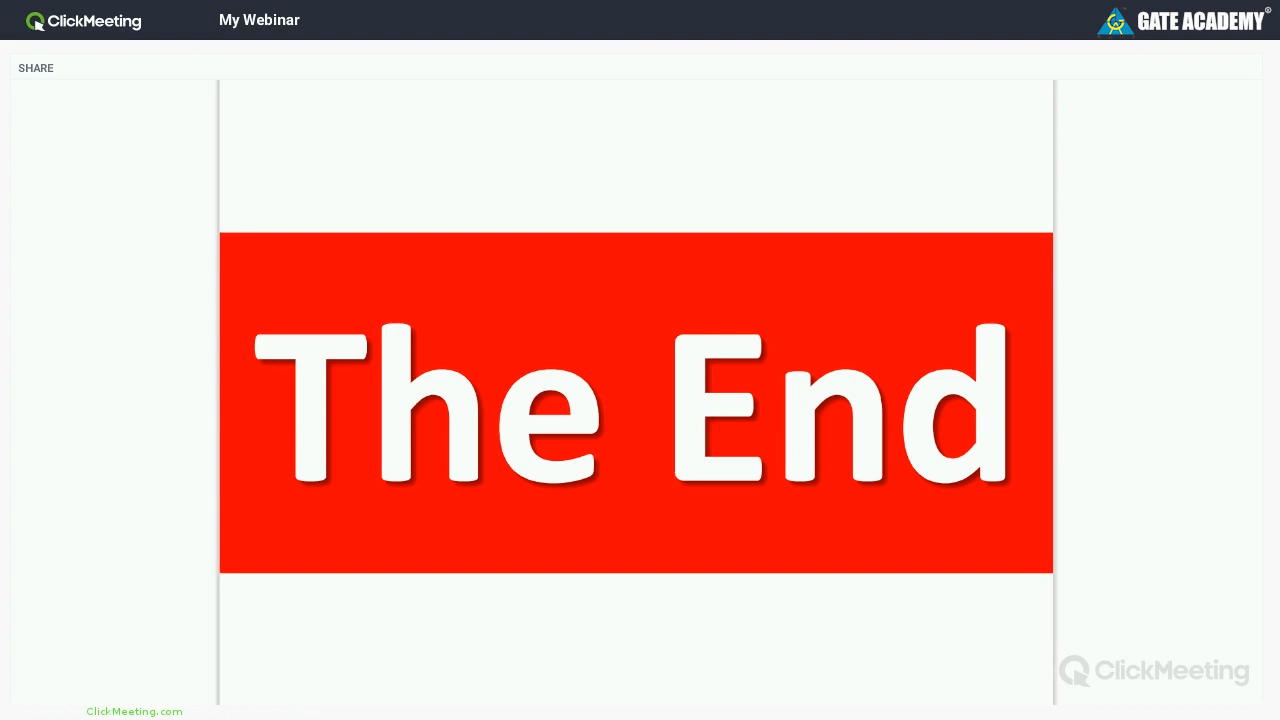 ClickMeeting
My Webinar
GATE ACADEMY®
SHARE
The End
ClickMeeting
ClickMeeting.com